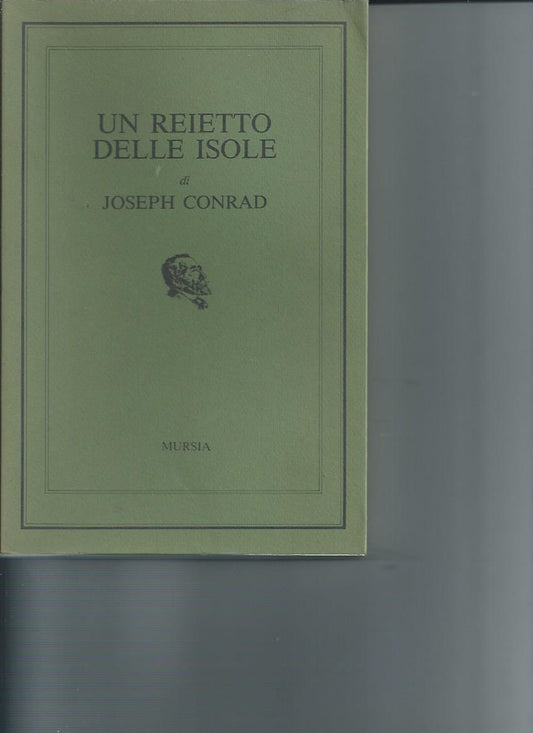 UN REIETTO
DELLE ISOLE
di
JOSEPH CONRAD
MURSIA